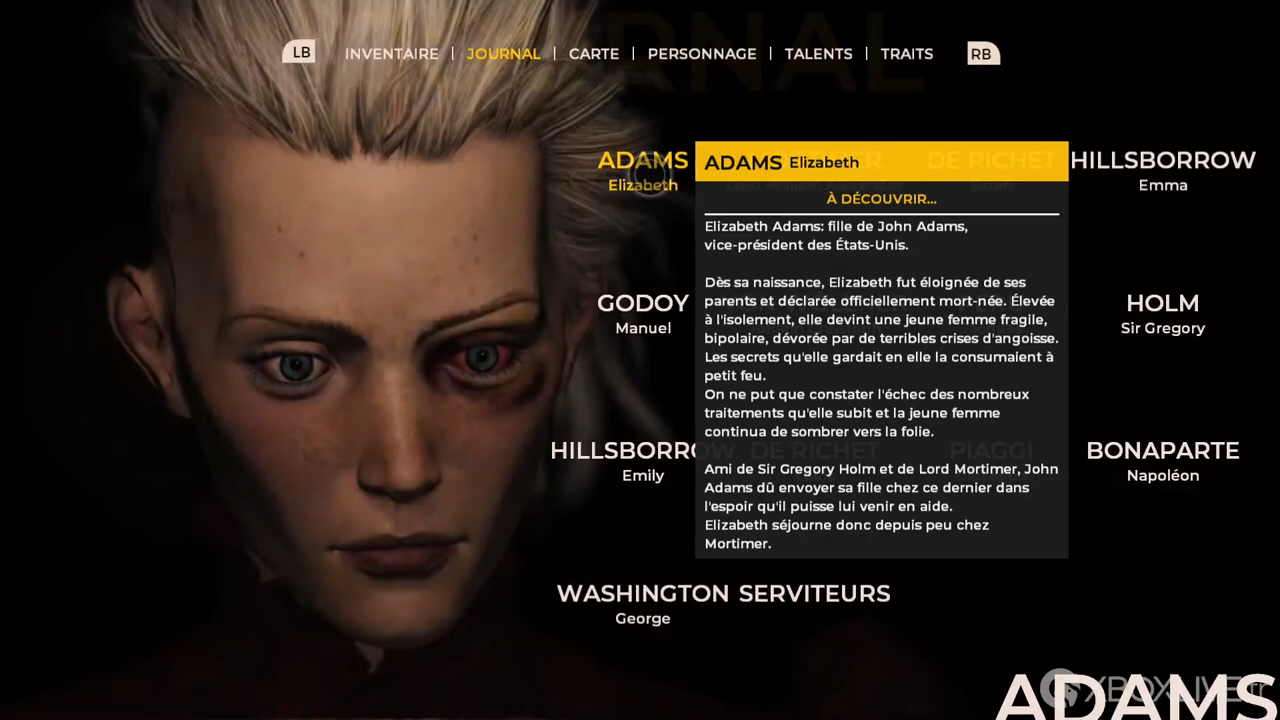 LB INVENTAIRE | JOURNAL | CARTE | PERSONNAGE | TALENTS | TRAITS RB
ADAMS
Elizabeth
ADAMS Elizabeth
DE RICHET
HILLSBORROW
Emma
À DÉCOUVRIR...
Elizabeth Adams: fille de John Adams,
vice-président des États-Unis.
Dès sa naissance, Elizabeth fut éloignée de ses
parents et déclarée officiellement mort-née. Élevée
à l'isolement, elle devint une jeune femme fragile,
bipolaire, dévorée par de terribles crises d'angoisse.
Les secrets qu'elle gardait en elle la consumaient à
petit feu.
On ne put que constater l'échec des nombreux
traitements qu'elle subit et la jeune femme
continua de sombrer vers la folie.
Ami de Sir Gregory Holm et de Lord Mortimer, John
Adams dû envoyer sa fille chez ce dernier dans
l'espoir qu'il puisse lui venir en aide.
Elizabeth séjourne donc depuis peu chez
Mortimer.
GODOY
Manuel
HOLM
Sir Gregory
HILLSBORROW
Emily
DE RICHET
PIAGGI
BONAPARTE
Napoléon
WASHINGTON
George
SERVITEURS
ADAMS
XBOXLIVE.fr